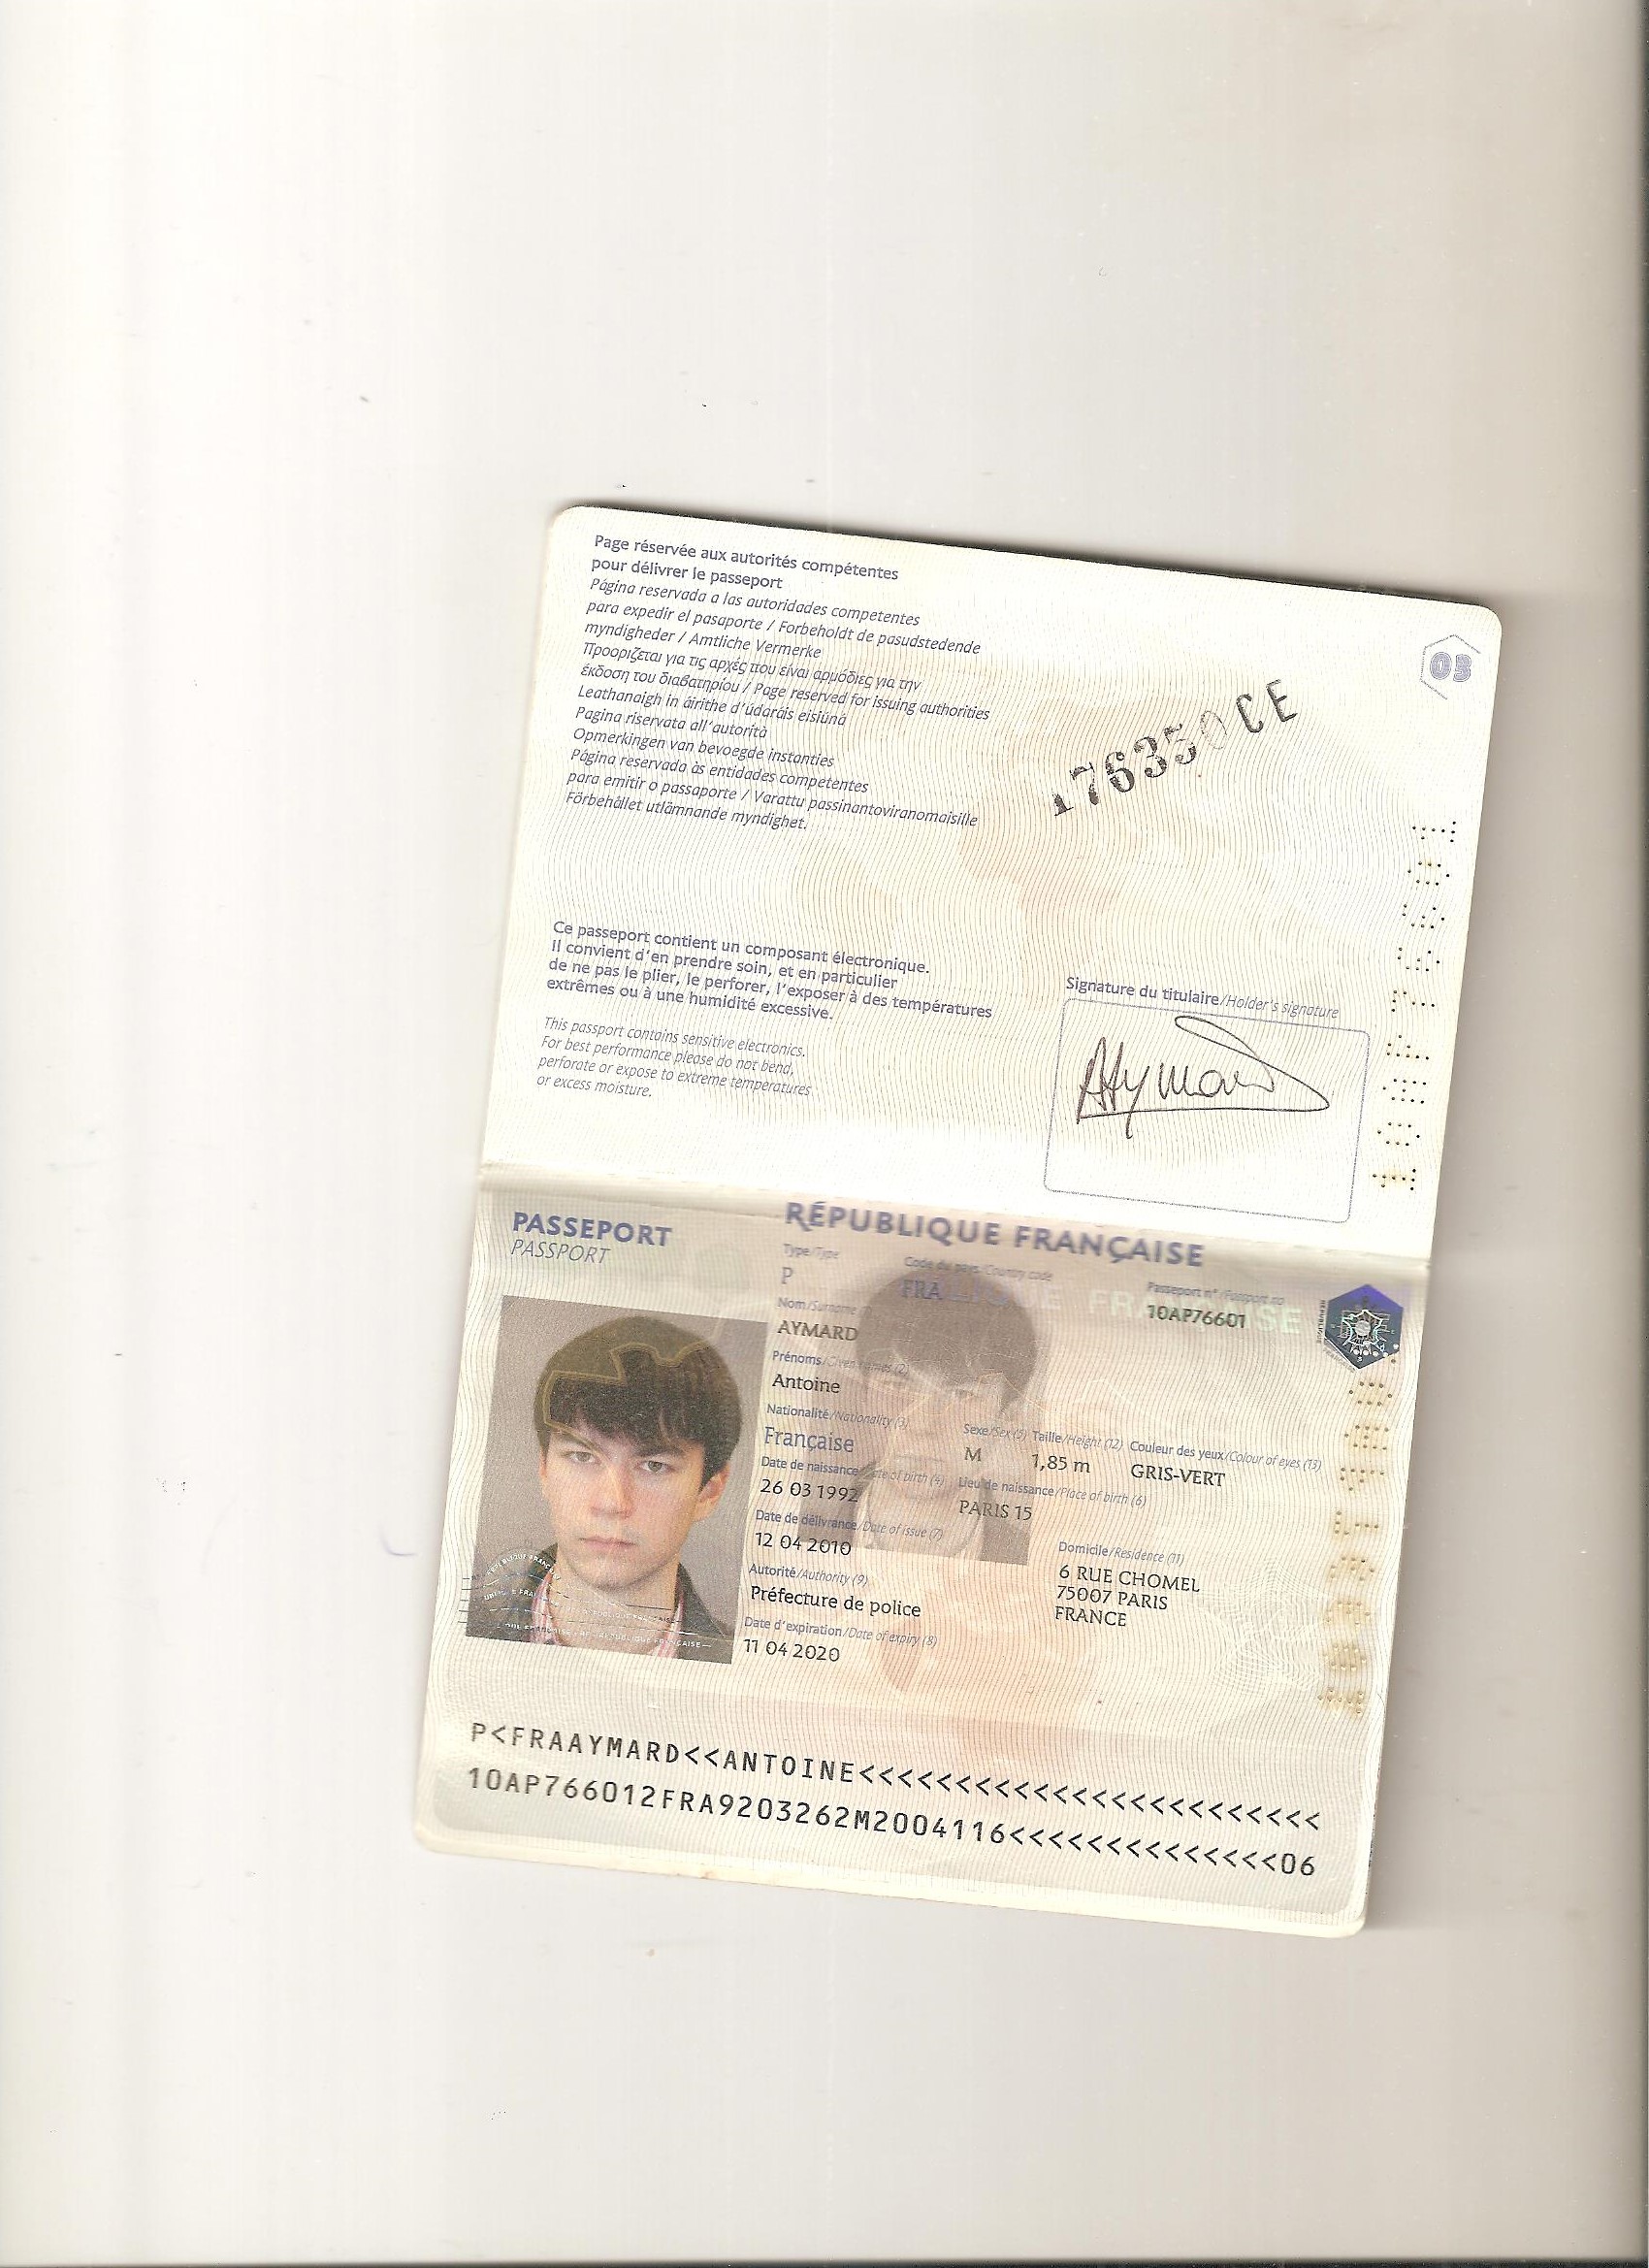 Page réservée aux autorités compétentes
pour délivrer le passeport
Página reservada a las autoridades competentes
para expedir el pasaporte / Forbeholdt de pasudstedende
myndigheder / Amtliche Vermerke
Προορίζεται για τις αρχές που είναι αρμόδιες για την
έκδοση του διαβατηρίου / Page reserved for issuing authorities
Leathanaigh in áirithe d'údaráis eisiúna
Pagina riservata all'autorità
Opmerkingen van bevoegde instanties
Página reservada às entidades competentes
para emitir o passaporte / Varattu passinantoviranomaisille
Förbehållet utlämnande myndighet.
03
176350 CE
Ce passeport contient un composant électronique.
Il convient d'en prendre soin, et en particulier
de ne pas le plier, le perforer, l'exposer à des températures
extrêmes ou à une humidité excessive.
This passport contains sensitive electronics.
For best performance please do not bend,
perforate or expose to extreme temperatures
or excess moisture.
Signature du titulaire/Holder's signature
Aymard
PASSEPORT
PASSPORT
RÉPUBLIQUE FRANÇAISE
Type/Type
P
Code du pays/Country code
FRA
Passeport n°/Passport no
10AP76601
Nom/Surname (1)
AYMARD
Prénoms/Given names (2)
Antoine
Nationalité/Nationality (3)
Française
Sexe/Sex (5) Taille/Height (12) Couleur des yeux/Colour of eyes (13)
M 1,85 m GRIS-VERT
Date de naissance/Date of birth (4)
26 03 1992
Lieu de naissance/Place of birth (6)
PARIS 15
Date de délivrance/Date of issue (7)
12 04 2010
Domicile/Residence (11)
6 RUE CHOMEL
75007 PARIS
FRANCE
Autorité/Authority (9)
Préfecture de police
Date d'expiration/Date of expiry (8)
11 04 2020
P<FRAAYMARD<<ANTOINE<<<<<<<<<<<<<<<<<<<<<<<<
10AP766012FRA9203262M2004116<<<<<<<<<<<<<<06